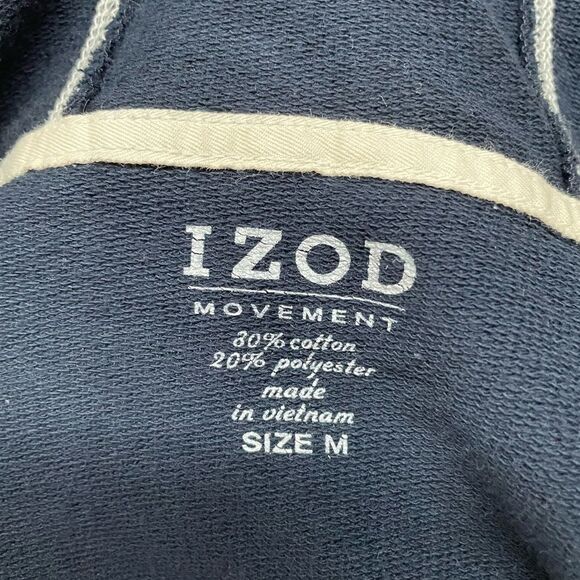 IZOD
MOVEMENT
80% cotton
20% polyester
made
in vietnam
SIZE M